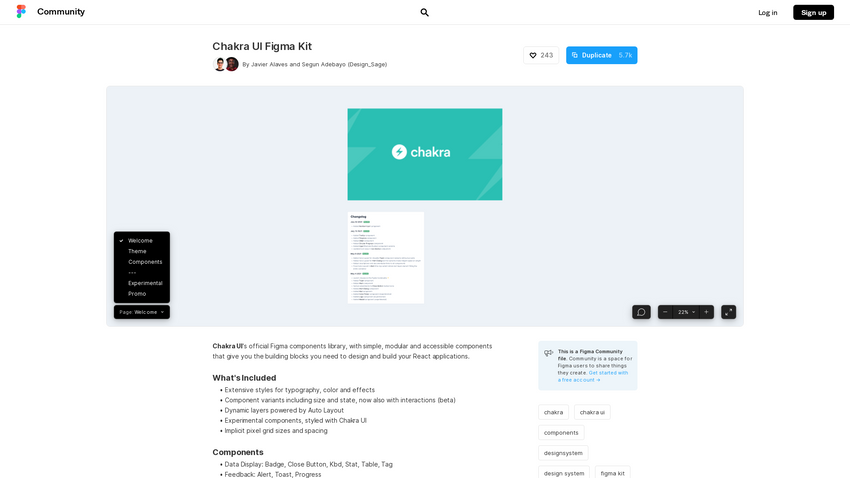 Community
Log in
Sign up
Chakra UI Figma Kit
By Javier Alaves and Segun Adebayo (Design_Sage)
243
Duplicate 5.7k
chakra
Changelog
Welcome
Theme
Components
---
Experimental
Promo
Page: Welcome
22%
Chakra UI's official Figma components library, with simple, modular and accessible components
that give you the building blocks you need to design and build your React applications.
What's Included
• Extensive styles for typography, color and effects
• Component variants including size and state, now also with interactions (beta)
• Dynamic layers powered by Auto Layout
• Experimental components, styled with Chakra UI
• Implicit pixel grid sizes and spacing
Components
• Data Display: Badge, Close Button, Kbd, Stat, Table, Tag
• Feedback: Alert, Toast, Progress
This is a Figma Community
file. Community is a space for
Figma users to share things
they create. Get started with
a free account →
chakra
chakra ui
components
designsystem
design system
figma kit